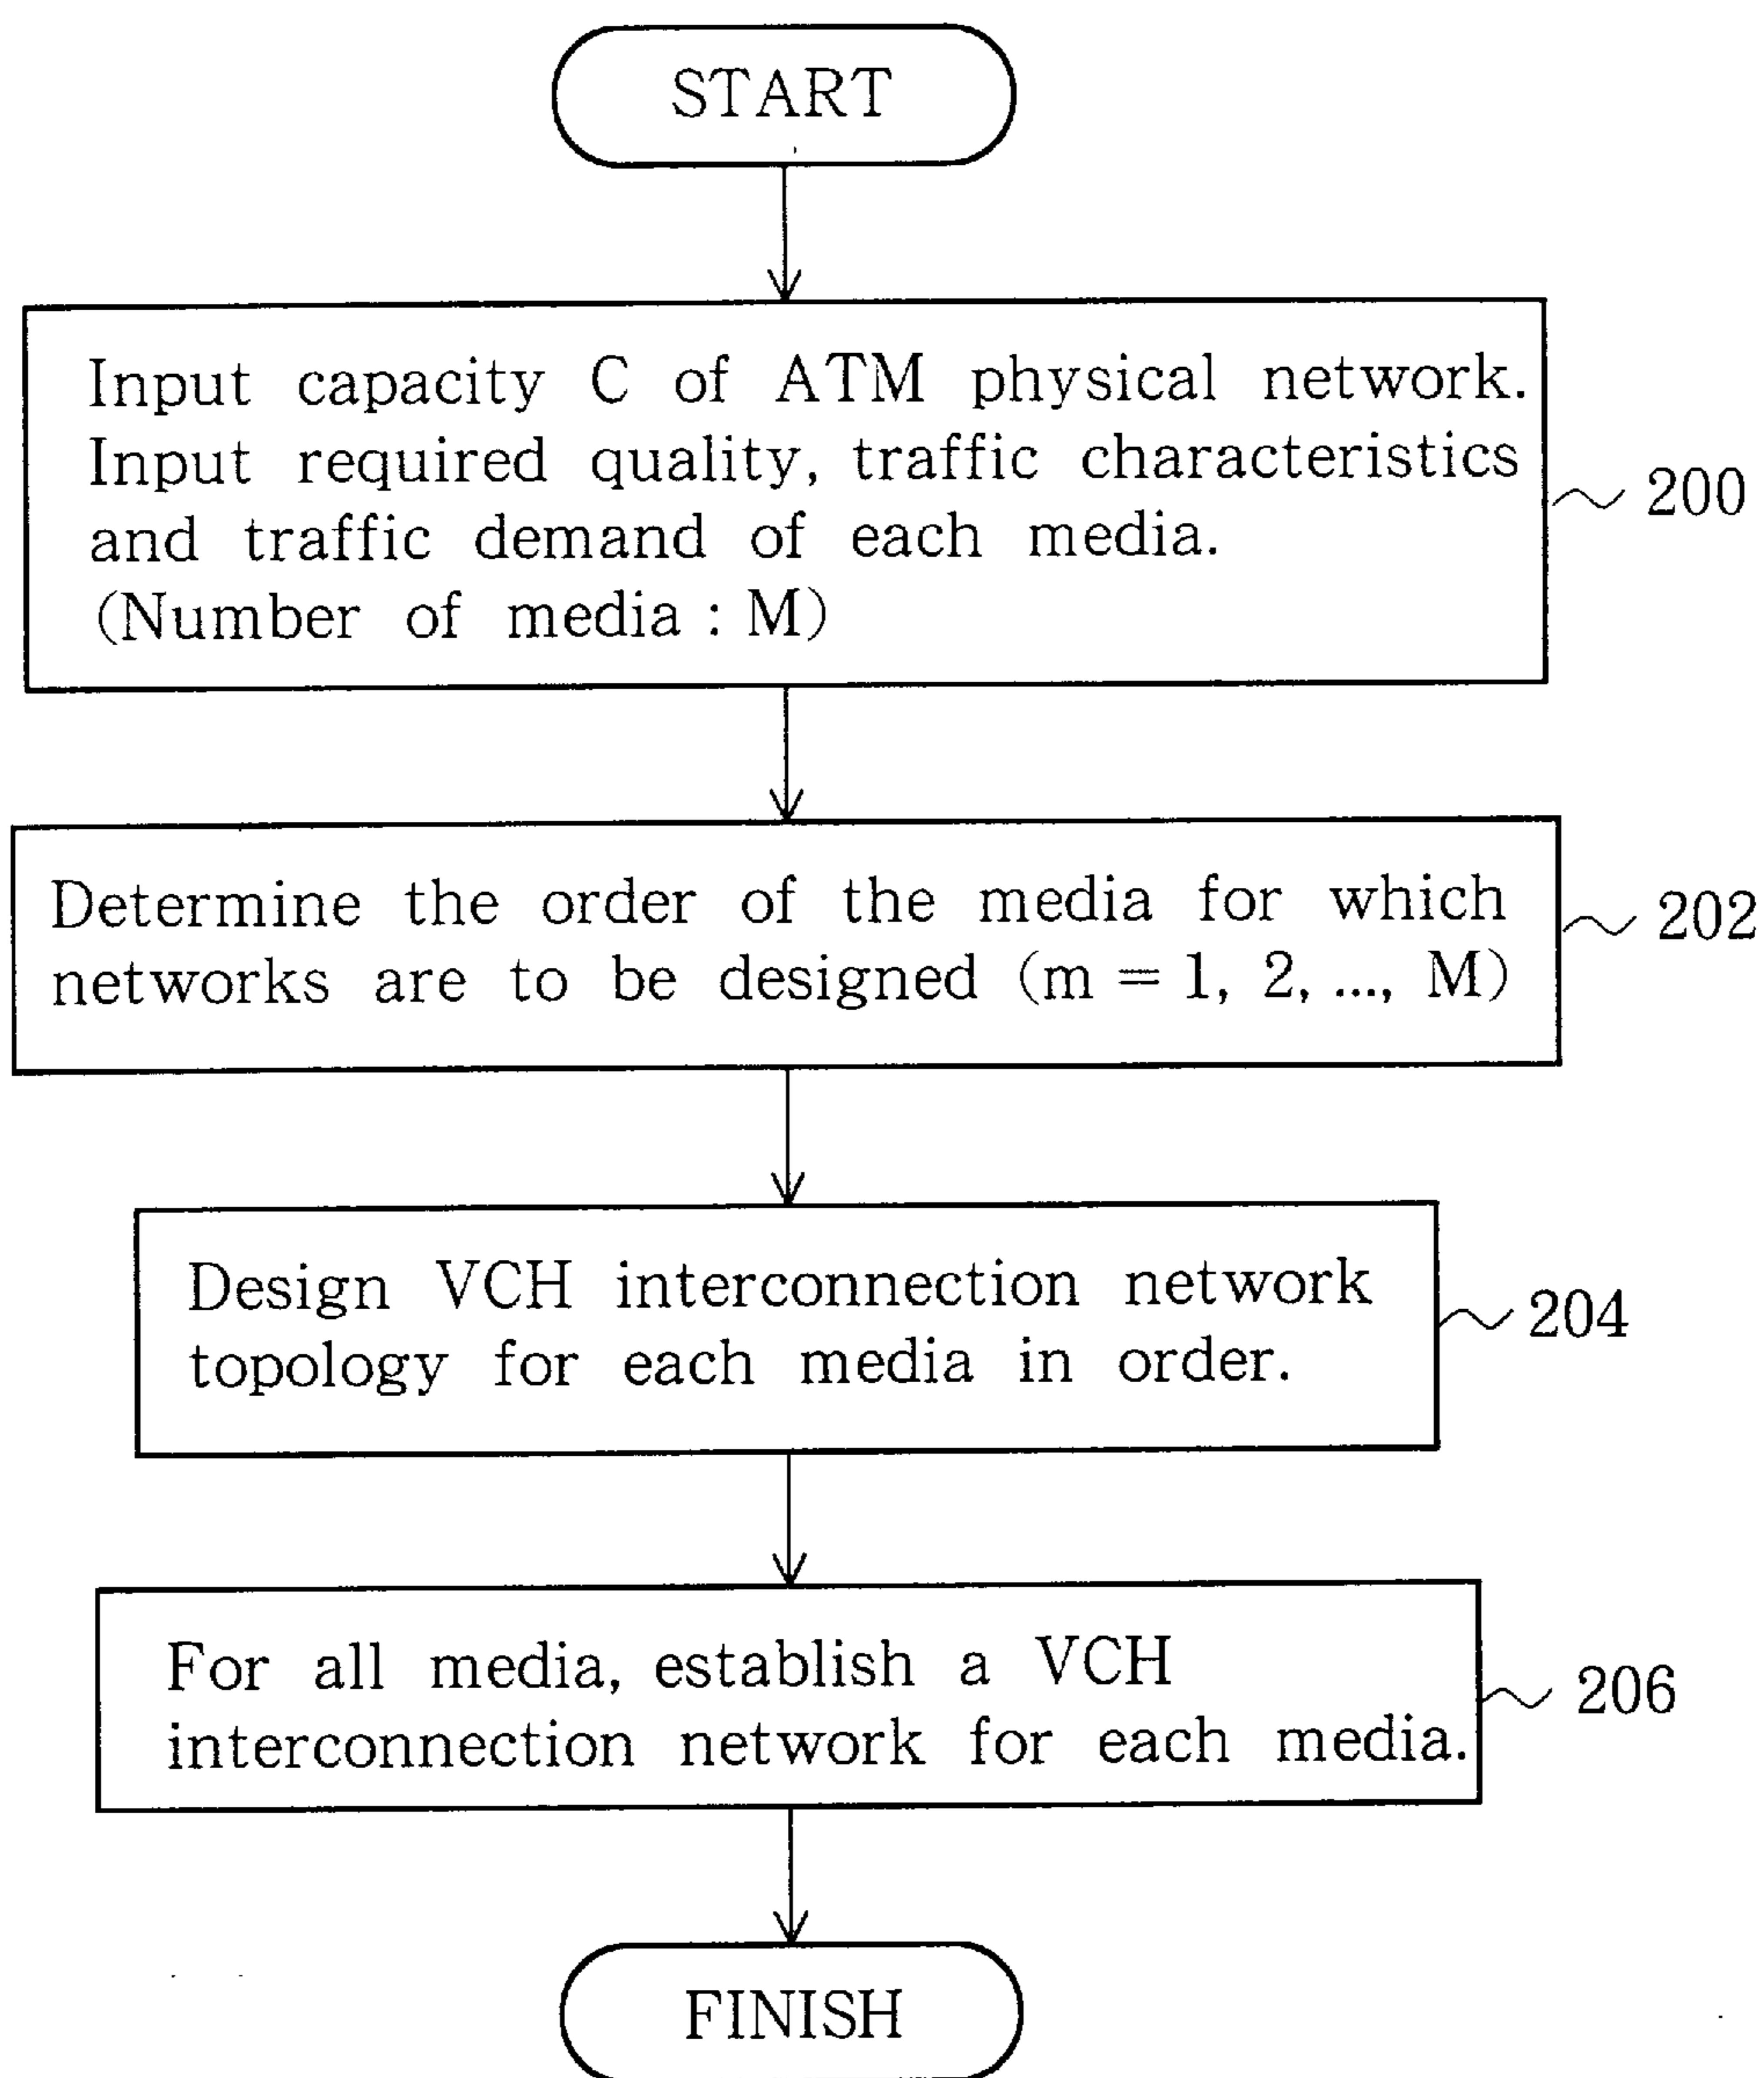 START
Input capacity C of ATM physical network.
Input required quality, traffic characteristics
and traffic demand of each media.
(Number of media : M)
200
Determine the order of the media for which
networks are to be designed (m = 1, 2, ..., M)
202
Design VCH interconnection network
topology for each media in order.
204
For all media, establish a VCH
interconnection network for each media.
206
FINISH